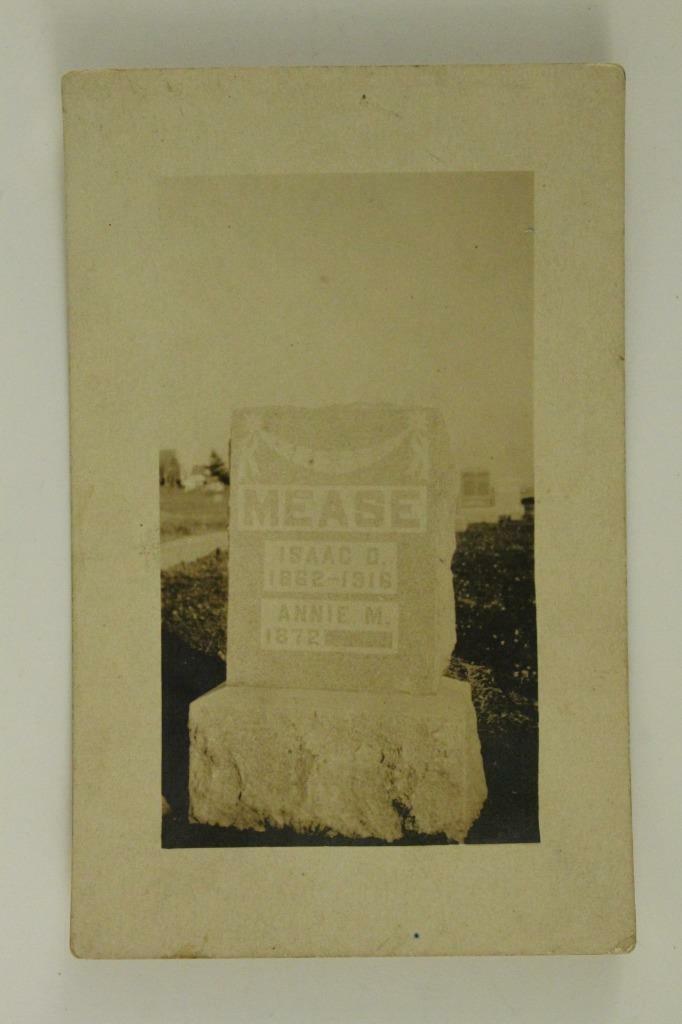 MEASE
ISAAC D.
1862-1916
ANNIE M.
1872